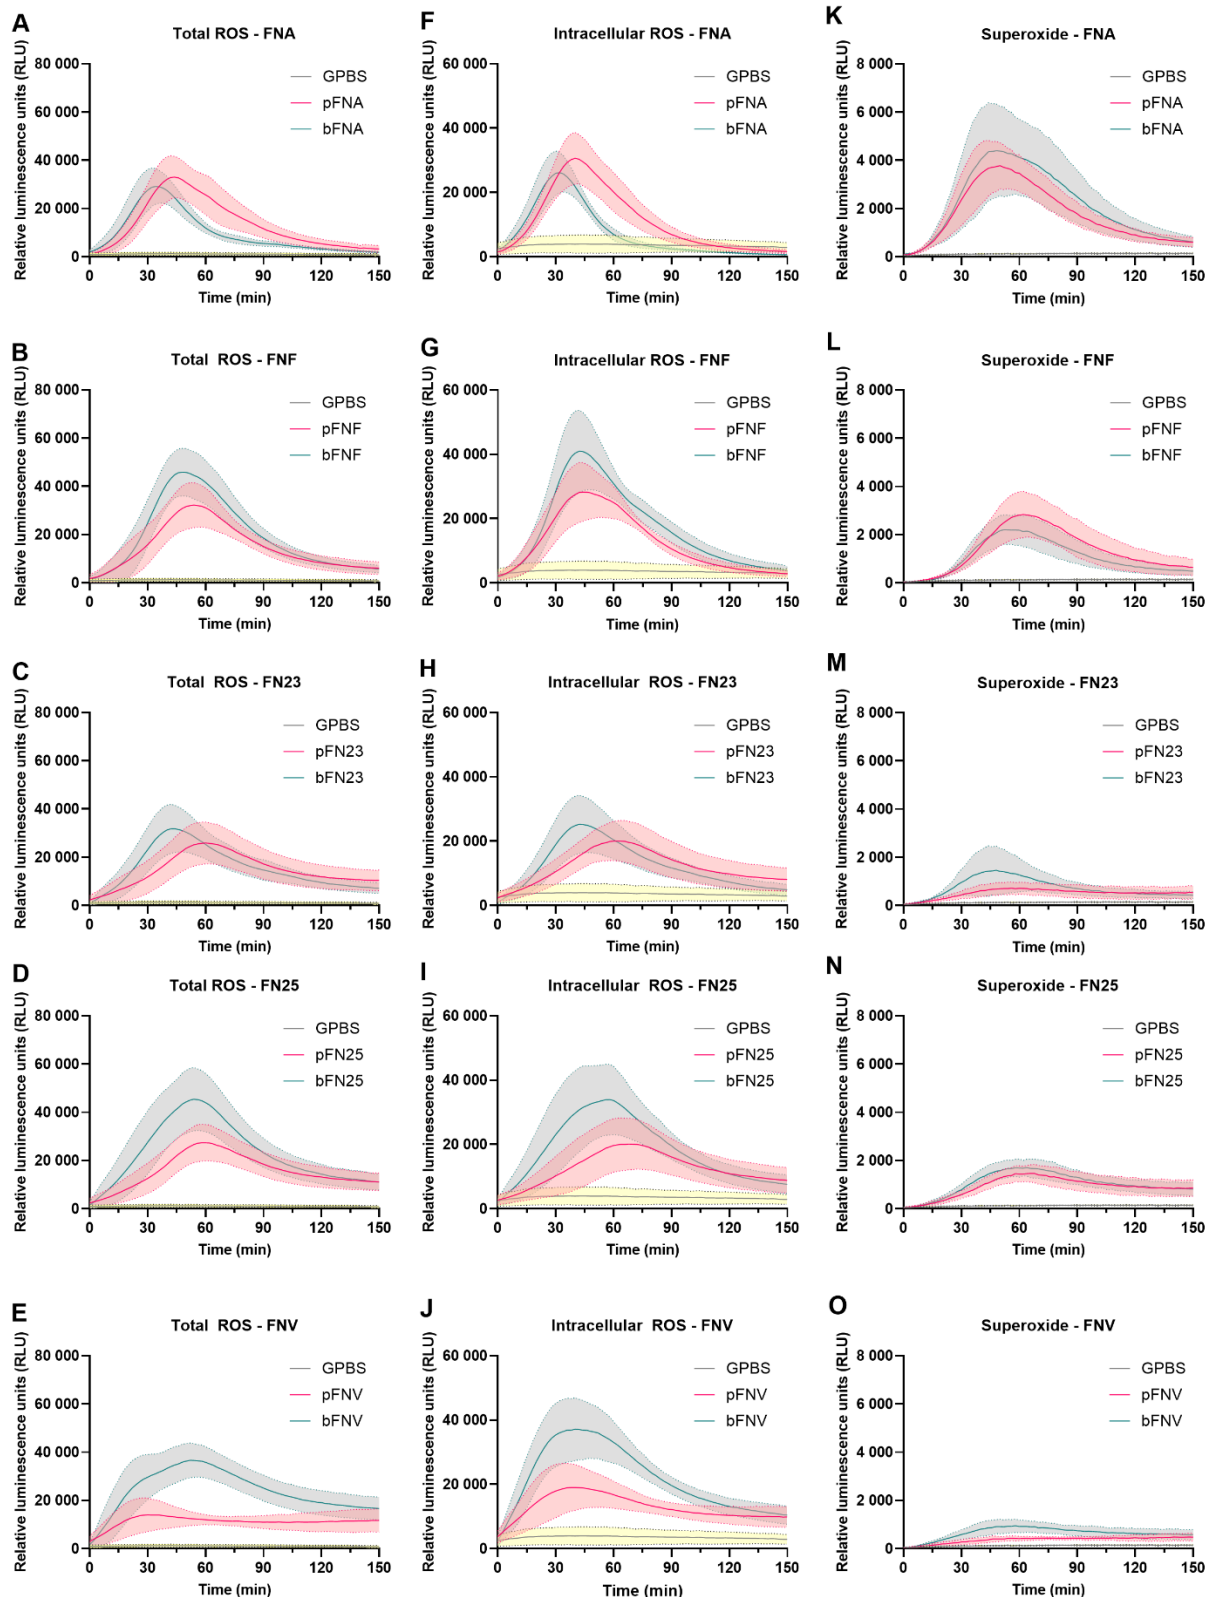 A
Total ROS - FNA
Relative luminescence units (RLU)
80 000
60 000
40 000
20 000
0
GPBS
pFNA
bFNA
0 30 60 90 120 150
Time (min)
F
Intracellular ROS - FNA
Relative luminescence units (RLU)
60 000
40 000
20 000
0
GPBS
pFNA
bFNA
0 30 60 90 120 150
Time (min)
K
Superoxide - FNA
Relative luminescence units (RLU)
8 000
6 000
4 000
2 000
0
GPBS
pFNA
bFNA
0 30 60 90 120 150
Time (min)
B
Total ROS - FNF
Relative luminescence units (RLU)
80 000
60 000
40 000
20 000
0
GPBS
pFNF
bFNF
0 30 60 90 120 150
Time (min)
G
Intracellular ROS - FNF
Relative luminescence units (RLU)
60 000
40 000
20 000
0
GPBS
pFNF
bFNF
0 30 60 90 120 150
Time (min)
L
Superoxide - FNF
Relative luminescence units (RLU)
8 000
6 000
4 000
2 000
0
GPBS
pFNF
bFNF
0 30 60 90 120 150
Time (min)
C
Total ROS - FN23
Relative luminescence units (RLU)
80 000
60 000
40 000
20 000
0
GPBS
pFN23
bFN23
0 30 60 90 120 150
Time (min)
H
Intracellular ROS - FN23
Relative luminescence units (RLU)
60 000
40 000
20 000
0
GPBS
pFN23
bFN23
0 30 60 90 120 150
Time (min)
M
Superoxide - FN23
Relative luminescence units (RLU)
8 000
6 000
4 000
2 000
0
GPBS
pFN23
bFN23
0 30 60 90 120 150
Time (min)
D
Total ROS - FN25
Relative luminescence units (RLU)
80 000
60 000
40 000
20 000
0
GPBS
pFN25
bFN25
0 30 60 90 120 150
Time (min)
I
Intracellular ROS - FN25
Relative luminescence units (RLU)
60 000
40 000
20 000
0
GPBS
pFN25
bFN25
0 30 60 90 120 150
Time (min)
N
Superoxide - FN25
Relative luminescence units (RLU)
8 000
6 000
4 000
2 000
0
GPBS
pFN25
bFN25
0 30 60 90 120 150
Time (min)
E
Total ROS - FNV
Relative luminescence units (RLU)
80 000
60 000
40 000
20 000
0
GPBS
pFNV
bFNV
0 30 60 90 120 150
Time (min)
J
Intracellular ROS - FNV
Relative luminescence units (RLU)
60 000
40 000
20 000
0
GPBS
pFNV
bFNV
0 30 60 90 120 150
Time (min)
O
Superoxide - FNV
Relative luminescence units (RLU)
8 000
6 000
4 000
2 000
0
GPBS
pFNV
bFNV
0 30 60 90 120 150
Time (min)